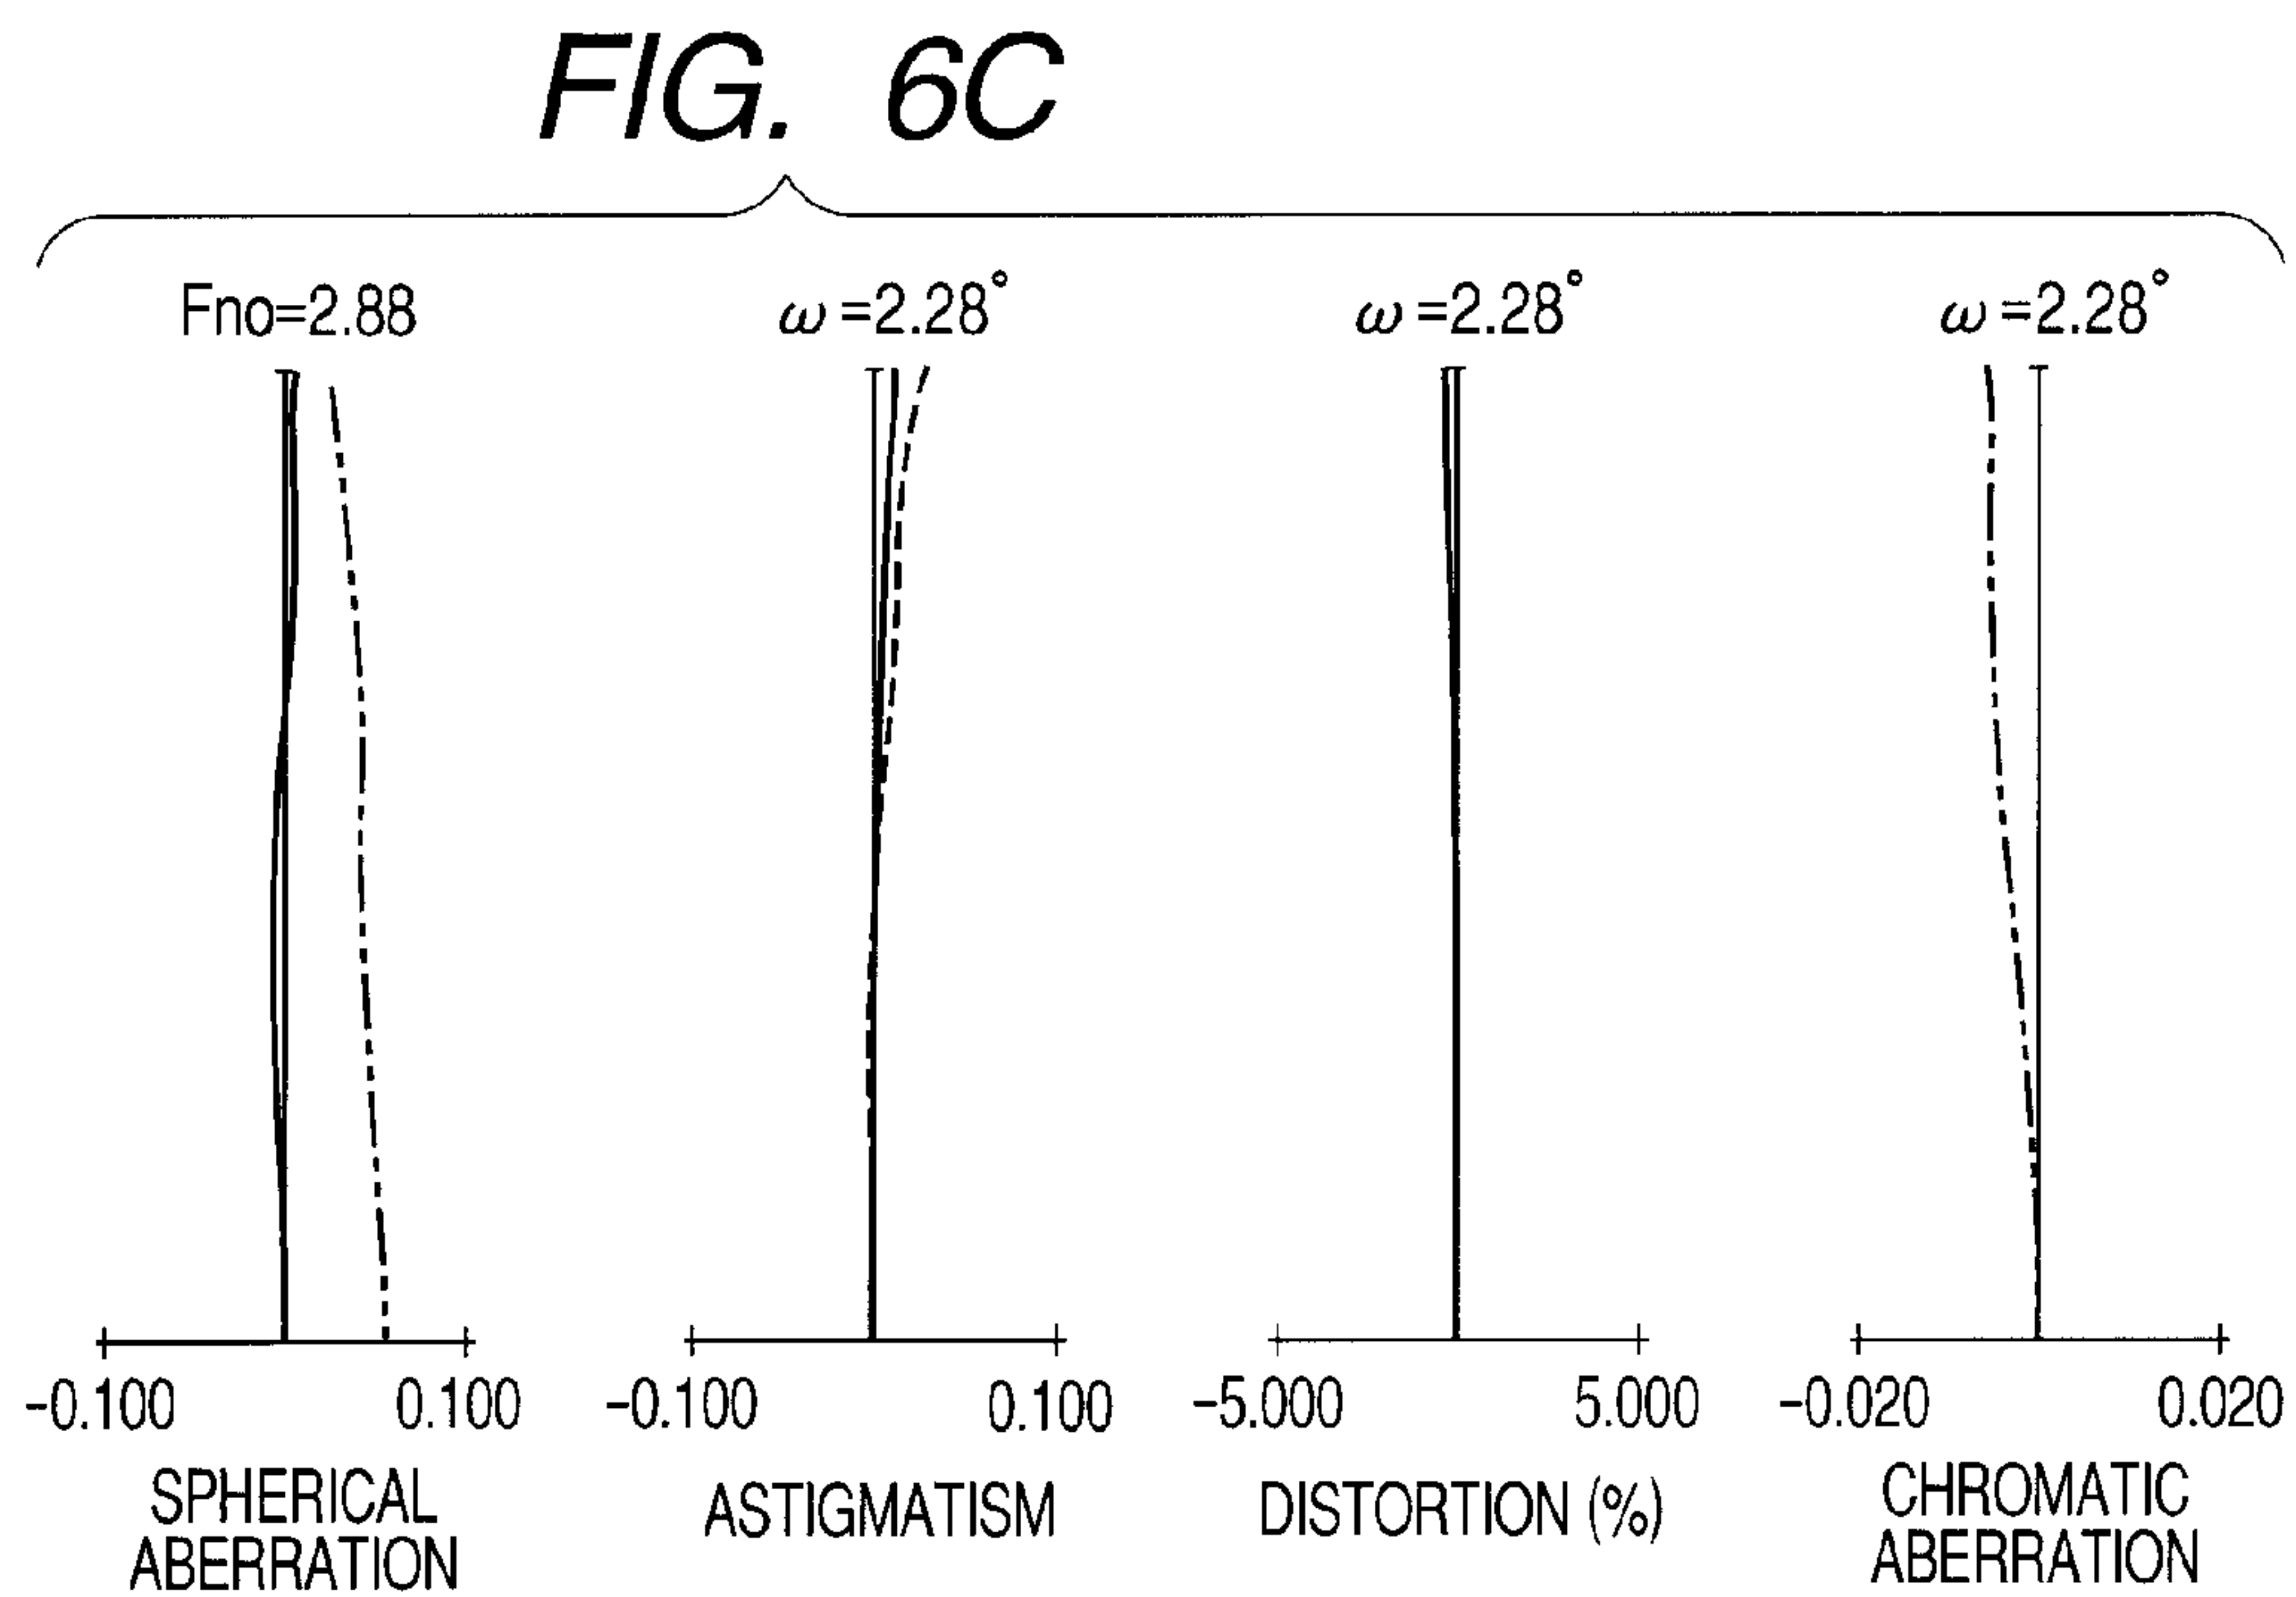 FIG. 6C
Fno=2.88
ω=2.28°
ω=2.28°
ω=2.28°
-0.100 0.100
-0.100 0.100
-5.000 5.000
-0.020 0.020
SPHERICAL
ABERRATION
ASTIGMATISM
DISTORTION (%)
CHROMATIC
ABERRATION